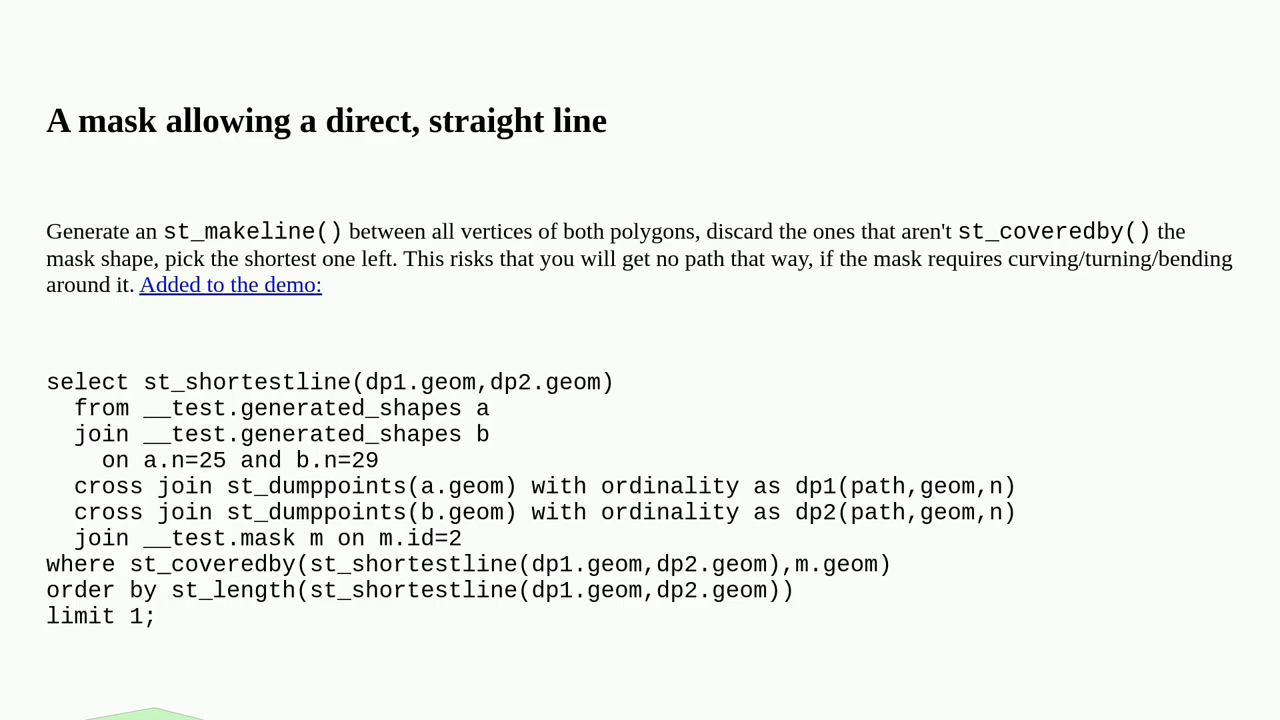 A mask allowing a direct, straight line
Generate an st_makeline() between all vertices of both polygons, discard the ones that aren't st_coveredby() the
mask shape, pick the shortest one left. This risks that you will get no path that way, if the mask requires curving/turning/bending
around it. Added to the demo:
select st_shortestline(dp1.geom,dp2.geom)
  from __test.generated_shapes a
  join __test.generated_shapes b
    on a.n=25 and b.n=29
  cross join st_dumppoints(a.geom) with ordinality as dp1(path,geom,n)
  cross join st_dumppoints(b.geom) with ordinality as dp2(path,geom,n)
  join __test.mask m on m.id=2
where st_coveredby(st_shortestline(dp1.geom,dp2.geom),m.geom)
order by st_length(st_shortestline(dp1.geom,dp2.geom))
limit 1;